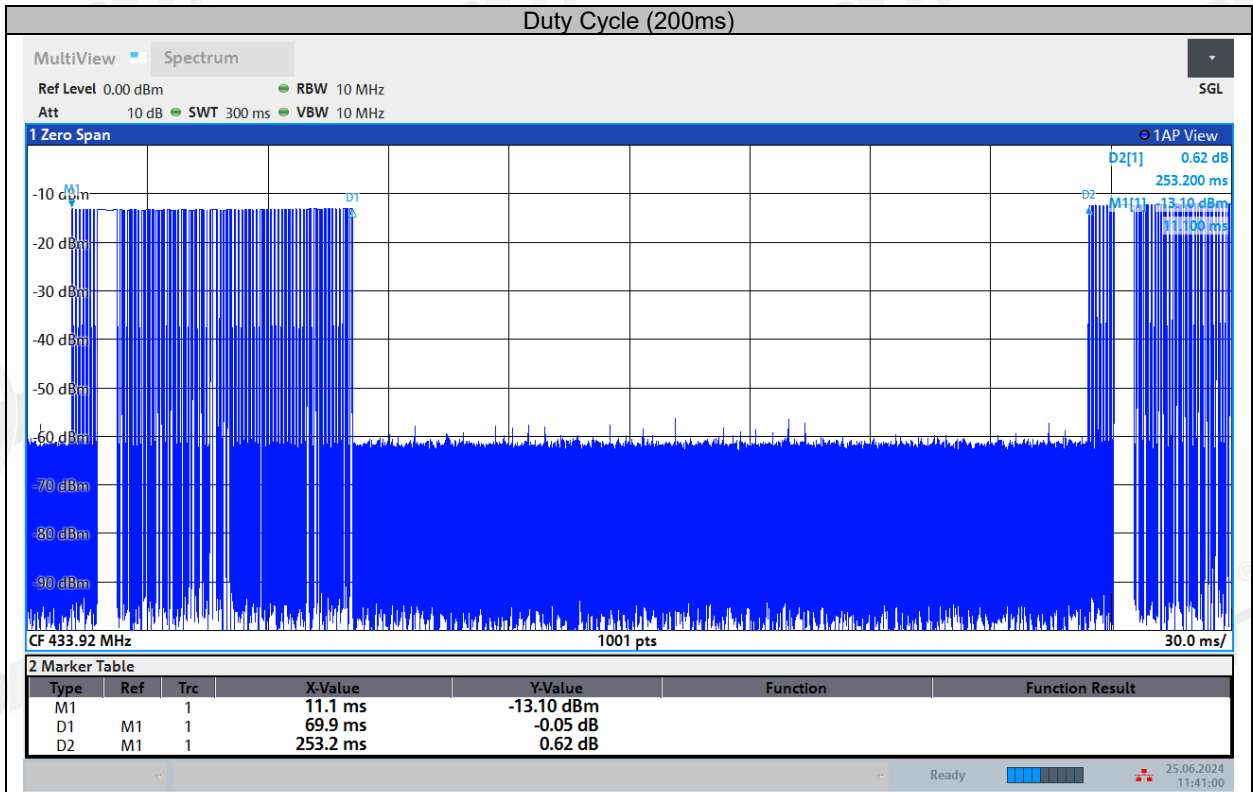 Duty Cycle (200ms)
MultiView Spectrum
Ref Level 0.00 dBm RBW 10 MHz SGL
Att 10 dB SWT 300 ms VBW 10 MHz
1 Zero Span 1AP View
D2[1] 0.62 dB
253.200 ms
M1[1] -13.10 dBm
11.100 ms
M1 D1 D2
-10 dBm
-20 dBm
-30 dBm
-40 dBm
-50 dBm
-60 dBm
-70 dBm
-80 dBm
-90 dBm
CF 433.92 MHz 1001 pts 30.0 ms/
2 Marker Table
Type Ref Trc X-Value Y-Value Function Function Result
M1 1 11.1 ms -13.10 dBm
D1 M1 1 69.9 ms -0.05 dB
D2 M1 1 253.2 ms 0.62 dB
Ready 25.06.2024
11:41:00